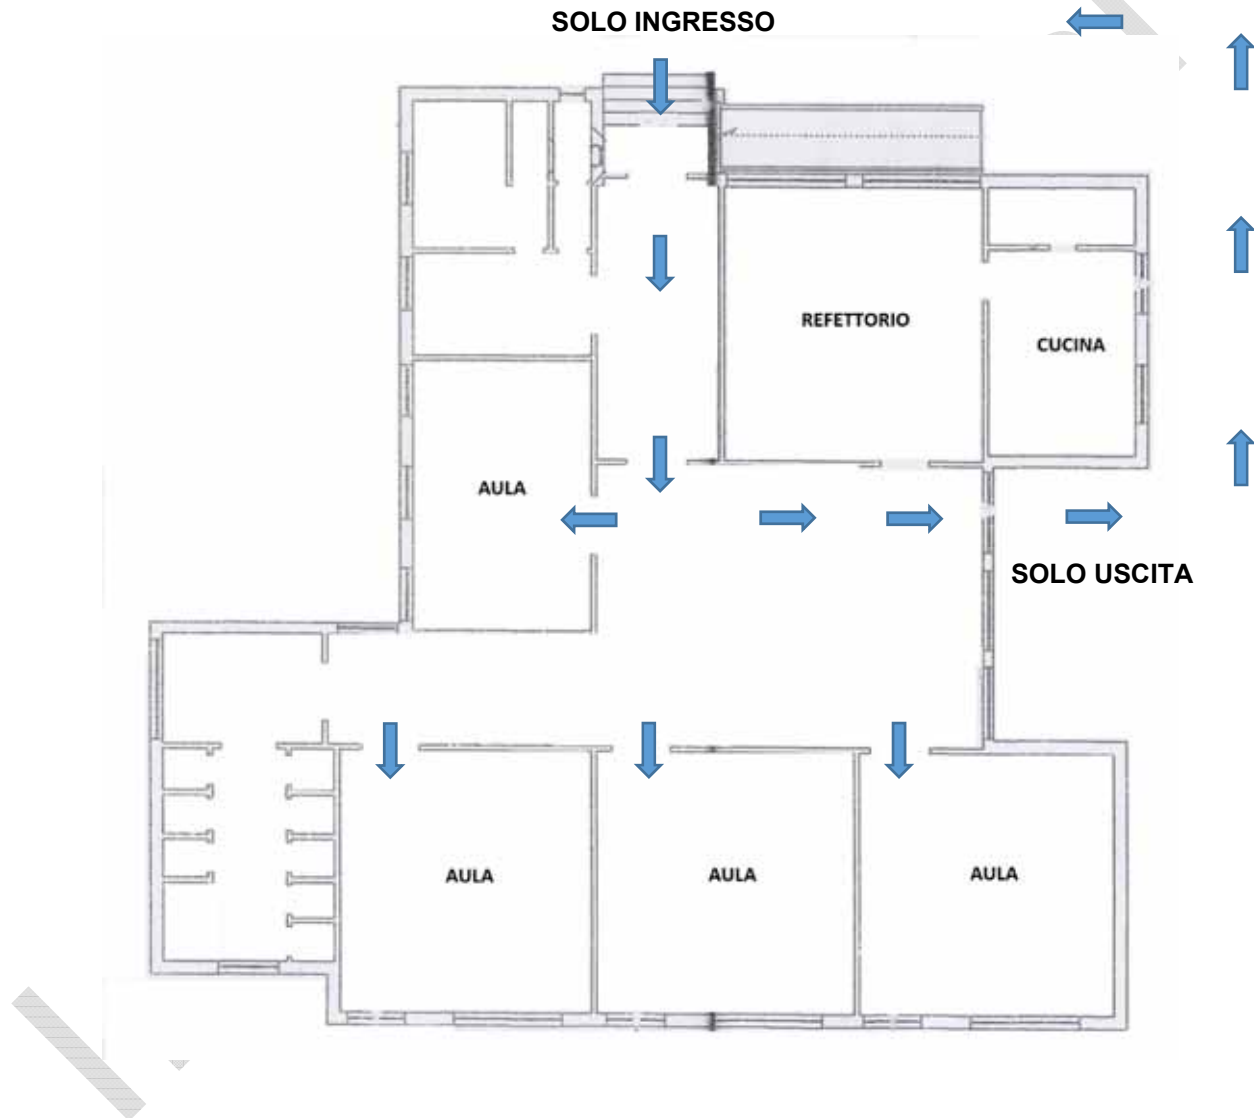 SOLO INGRESSO
REFETTORIO
CUCINA
AULA
SOLO USCITA
AULA
AULA
AULA